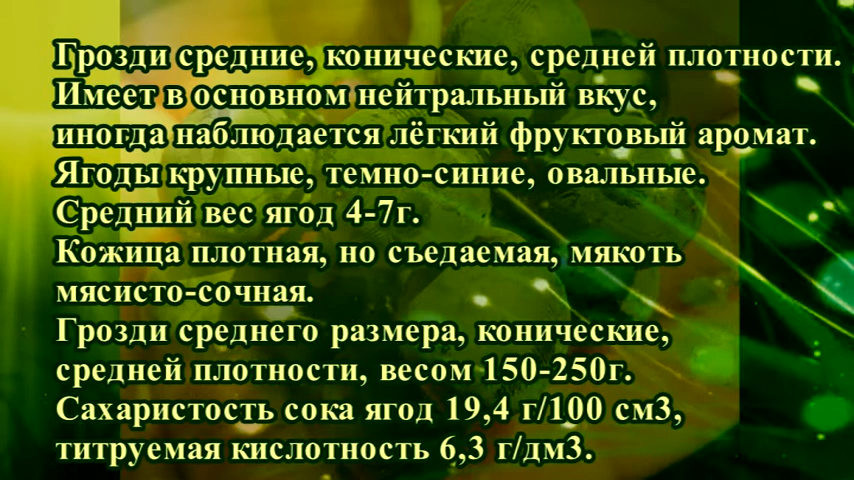 Грозди средние, конические, средней плотности.
Имеет в основном нейтральный вкус,
иногда наблюдается лёгкий фруктовый аромат.
Ягоды крупные, темно-синие, овальные.
Средний вес ягод 4-7г.
Кожица плотная, но съедаемая, мякоть
мясисто-сочная.
Грозди среднего размера, конические,
средней плотности, весом 150-250г.
Сахаристость сока ягод 19,4 г/100 см3,
титруемая кислотность 6,3 г/дм3.